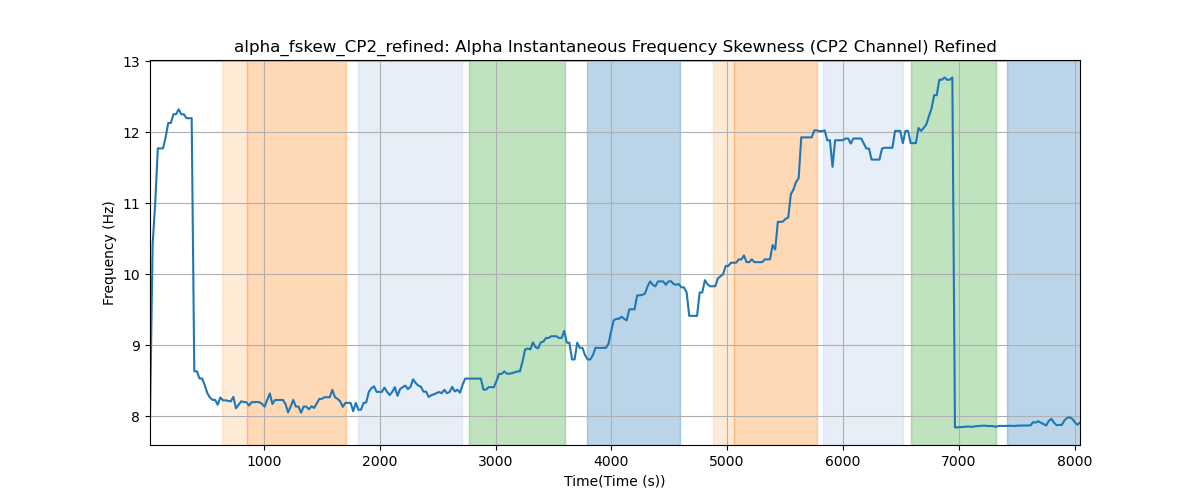 alpha_fskew_CP2_refined: Alpha Instantaneous Frequency Skewness (CP2 Channel) Refined
13
12
11
10
9
8
Frequency (Hz)
1000 2000 3000 4000 5000 6000 7000 8000
Time(Time (s))